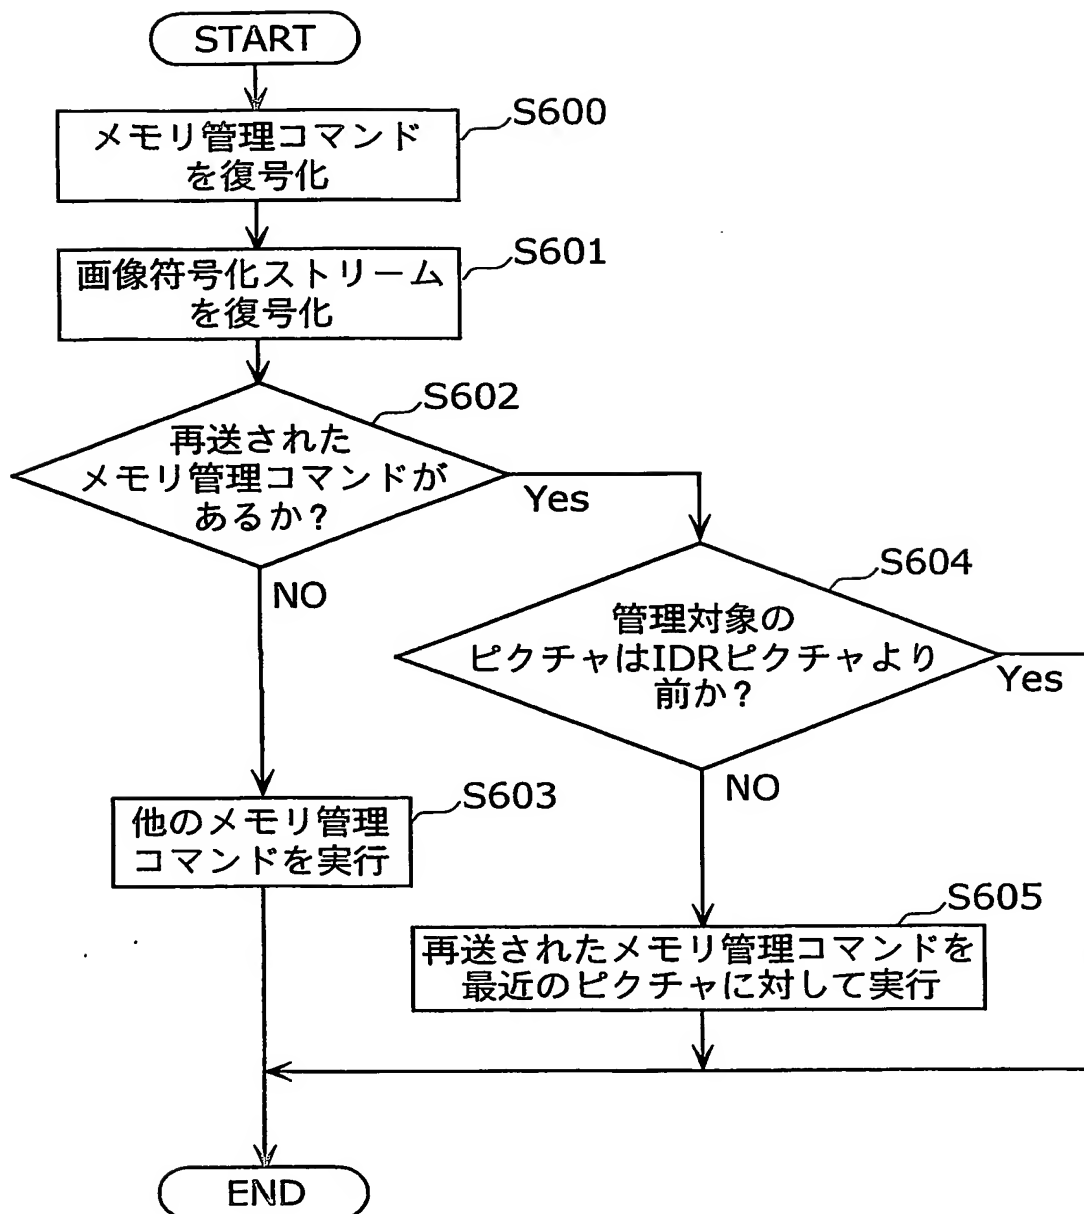 START
S600
メモリ管理コマンド
を復号化
S601
画像符号化ストリーム
を復号化
S602
再送された
メモリ管理コマンドが
あるか?
Yes
NO
S604
管理対象の
ピクチャはIDRピクチャより
前か?
Yes
NO
S603
他のメモリ管理
コマンドを実行
S605
再送されたメモリ管理コマンドを
最近のピクチャに対して実行
END